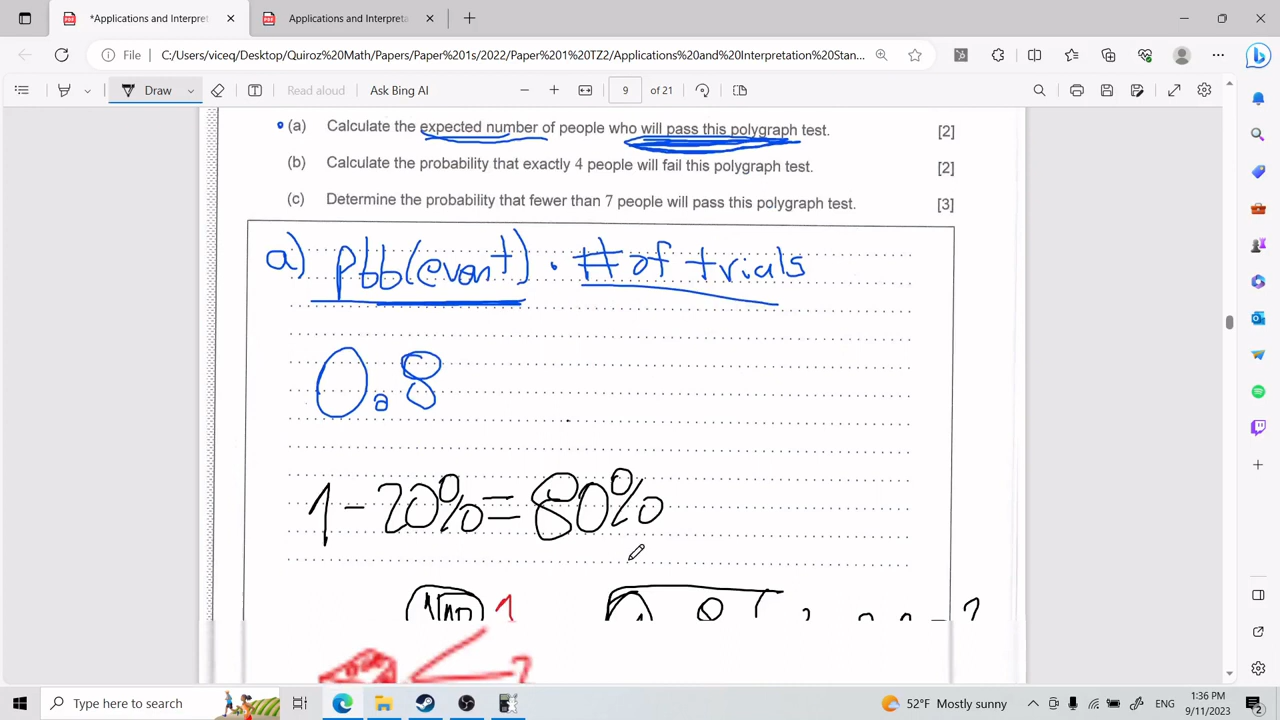 *Applications and Interpret
Applications and Interpreta
File
C:/Users/viceq/Desktop/Quiroz%20Math/Papers/Paper%201s/2022/Paper%201%20TZ2/Applications%20and%20Interpretation%20Stan...
Draw
Read aloud
Ask Bing AI
9
of 21
(a) Calculate the expected number of people who will pass this polygraph test. [2]
(b) Calculate the probability that exactly 4 people will fail this polygraph test. [2]
(c) Determine the probability that fewer than 7 people will pass this polygraph test. [3]
a) Pbb(event) · # of trials
0.8
1-20%=80%
1
Type here to search
52°F Mostly sunny
ENG
1:36 PM
9/11/2023
2